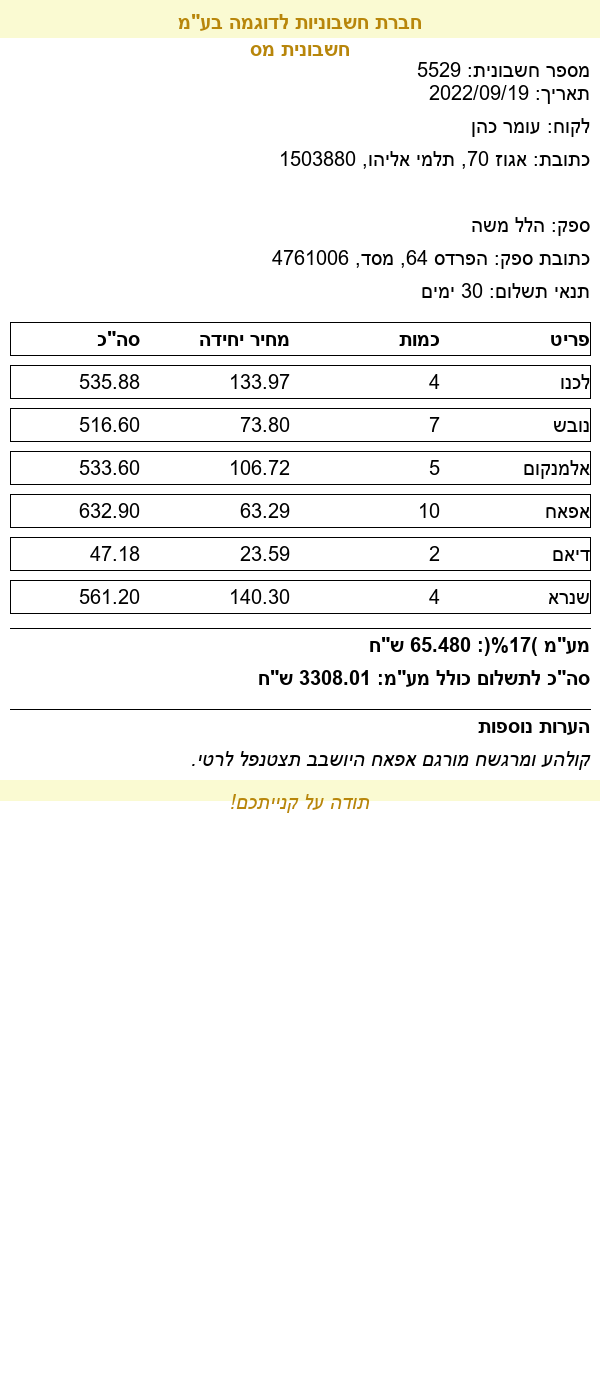 חברת חשבוניות לדוגמה בע"מ
חשבונית מס
מספר חשבונית: 5529
תאריך: 2022/09/19
לקוח: עומר כהן
כתובת: אגוז 70, תלמי אליהו, 1503880
ספק: הלל משה
כתובת ספק: הפרדס 64, מסד, 4761006
תנאי תשלום: 30 ימים
פריט כמות מחיר יחידה סה"כ
לכנו 4 133.97 535.88
נובש 7 73.80 516.60
אלמנקום 5 106.72 533.60
אפאח 10 63.29 632.90
דיאם 2 23.59 47.18
שנרא 4 140.30 561.20
מע"מ )17%(: 65.480 ש"ח
סה"כ לתשלום כולל מע"מ: 3308.01 ש"ח
הערות נוספות
קולהע ומרגשח מורגם אפאח היושבב תצטנפל לרטי.
תודה על קנייתכם!